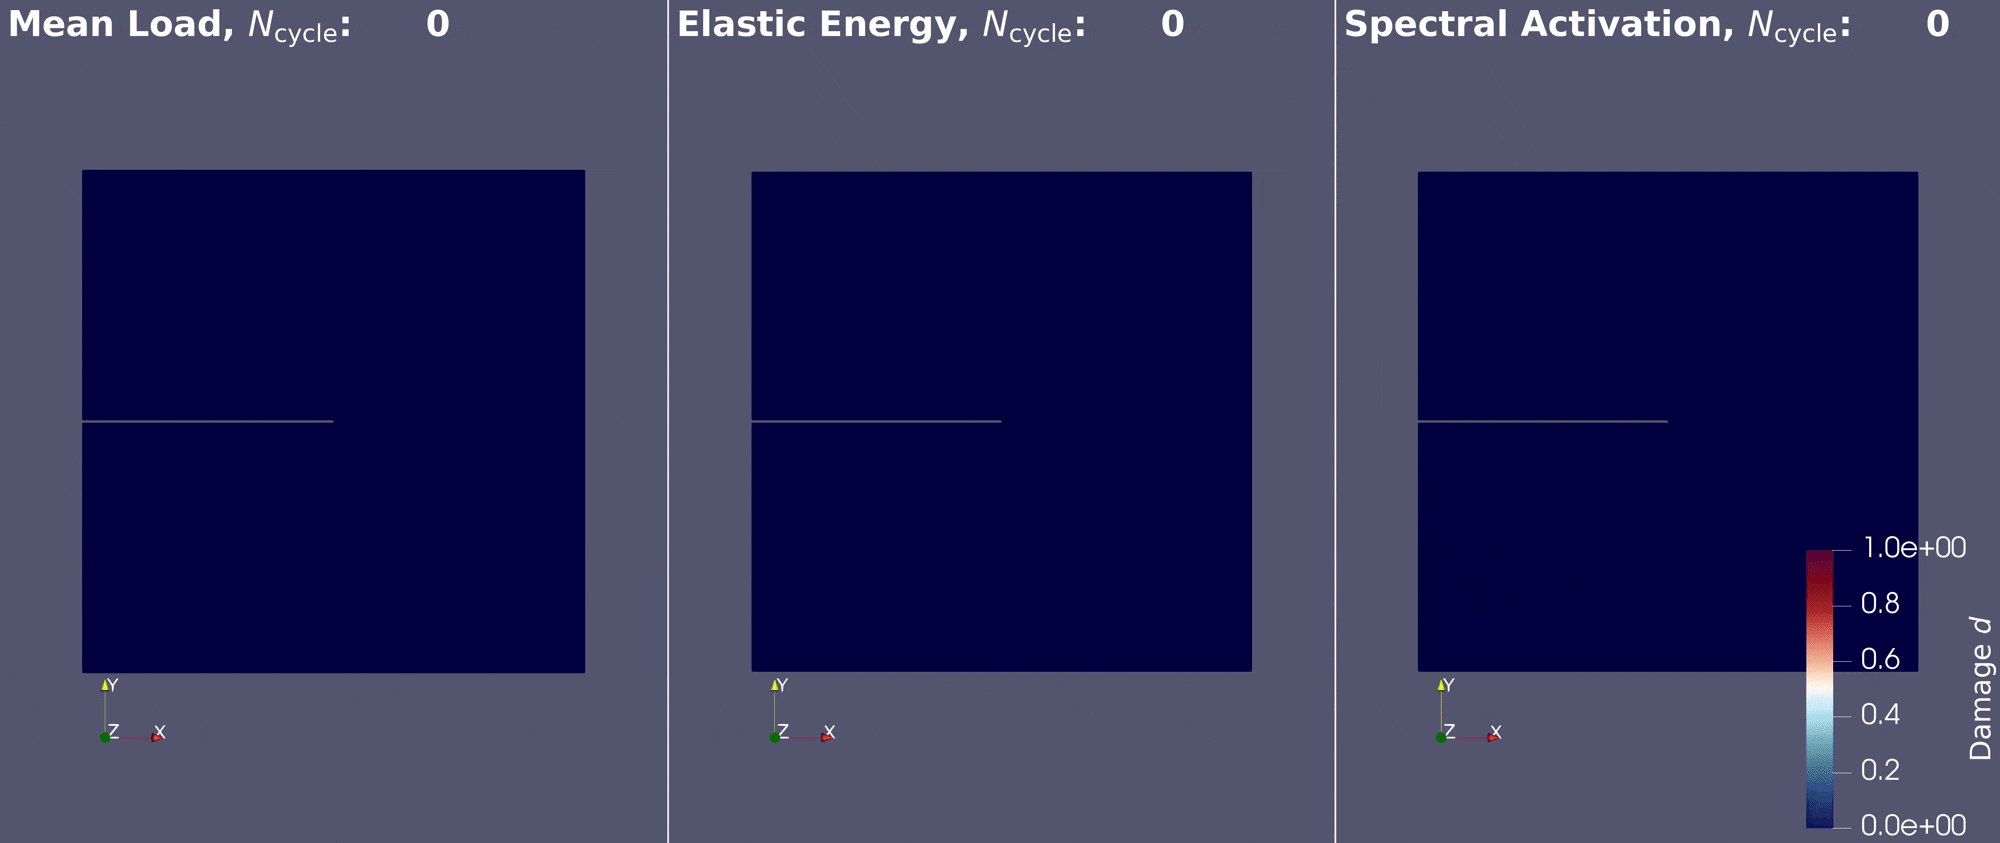 Mean Load, Ncycle: 0
Elastic Energy, Ncycle: 0
Spectral Activation, Ncycle: 0
Y
Z X
Y
Z X
Y
Z X
1.0e+00
0.8
0.6
0.4
0.2
0.0e+00
Damage d